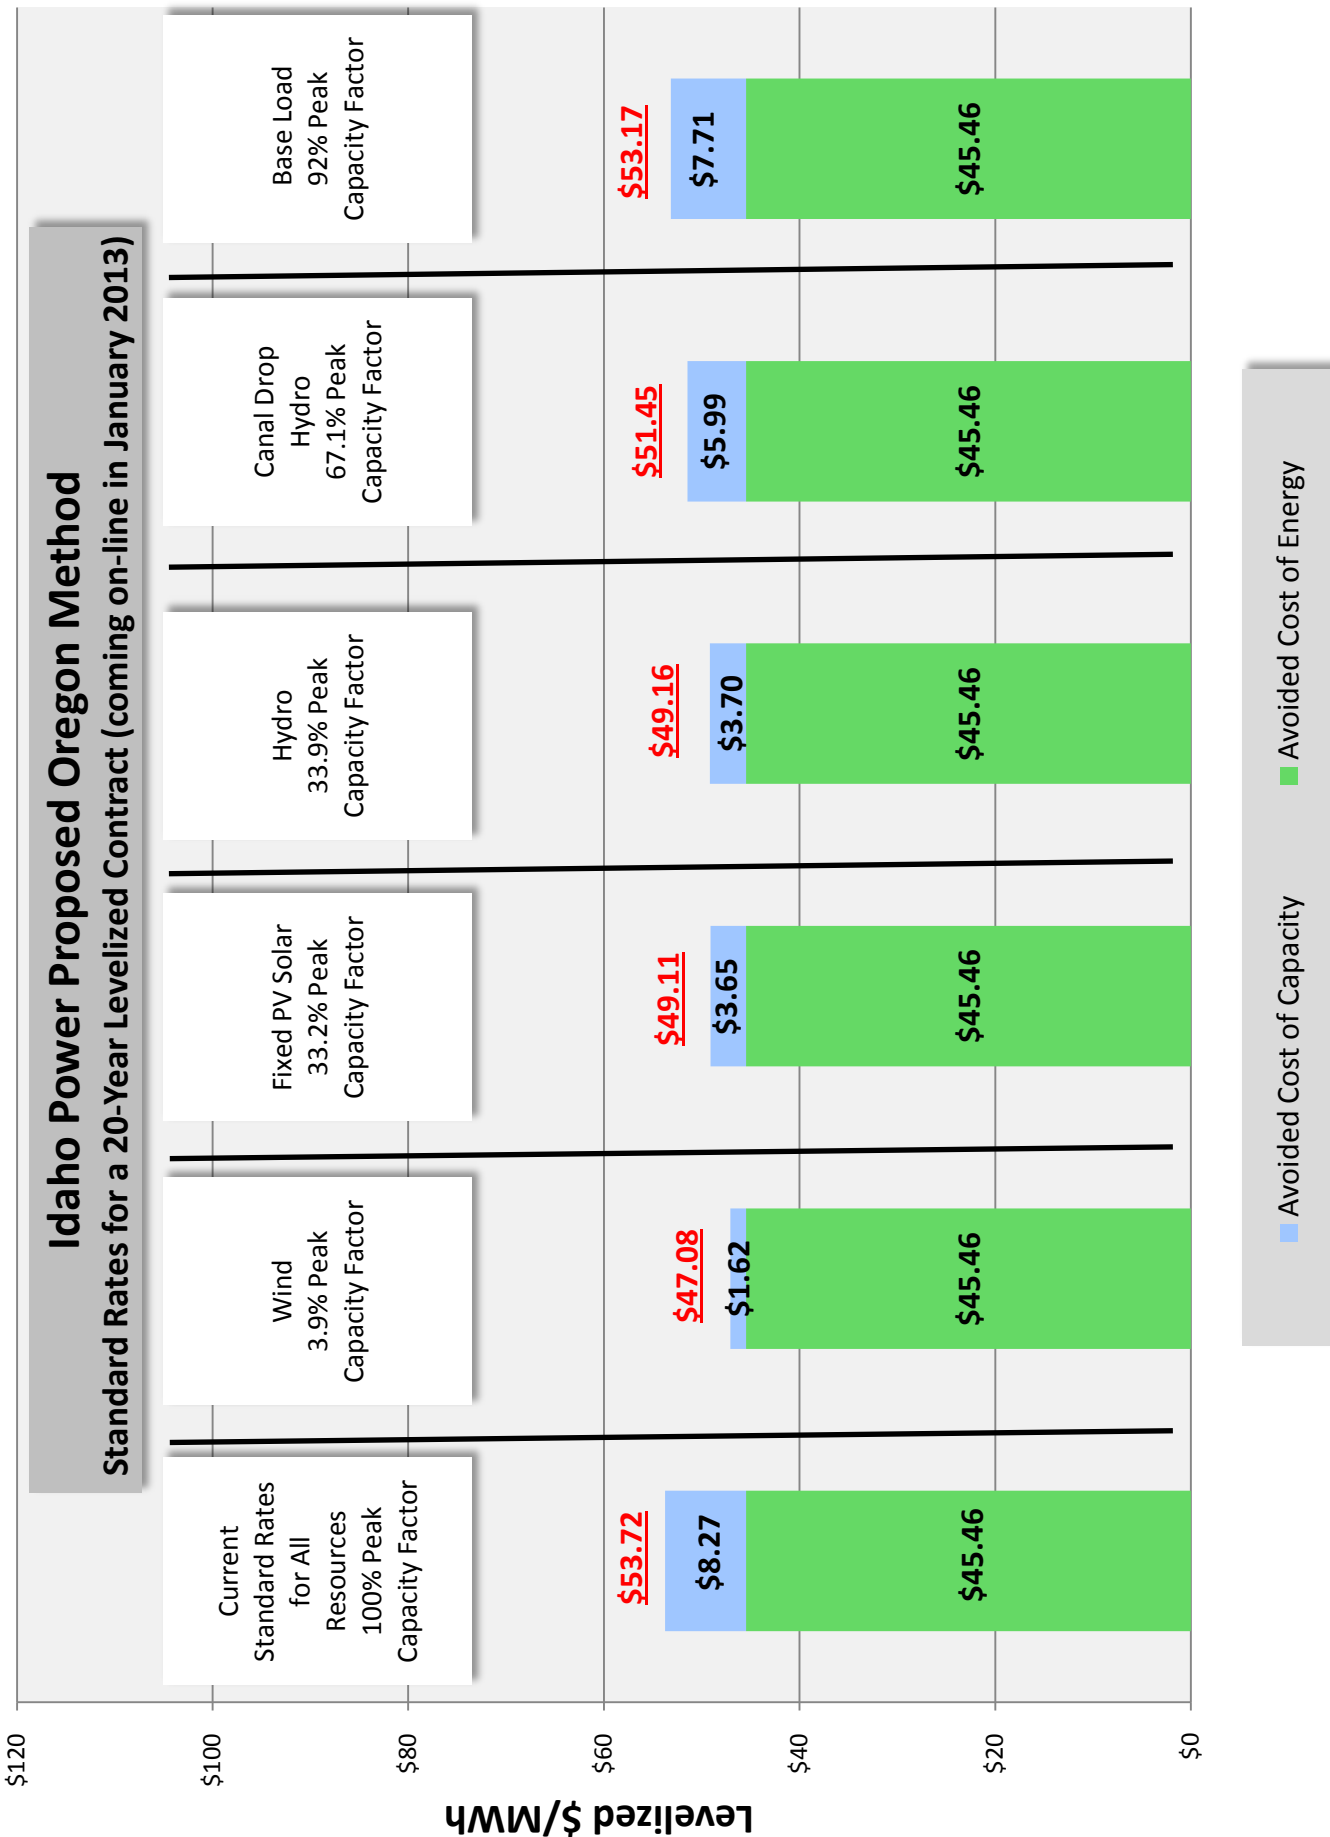 Idaho Power Proposed Oregon Method
Standard Rates for a 20-Year Levelized Contract (coming on-line in January 2013)
Levelized $/MWh
$120
$100
$80
$60
$40
$20
$0
Current
Standard Rates
for All
Resources
100% Peak
Capacity Factor
$53.72
$8.27
$45.46
Wind
3.9% Peak
Capacity Factor
$47.08
$1.62
$45.46
Fixed PV Solar
33.2% Peak
Capacity Factor
$49.11
$3.65
$45.46
Hydro
33.9% Peak
Capacity Factor
$49.16
$3.70
$45.46
Canal Drop
Hydro
67.1% Peak
Capacity Factor
$51.45
$5.99
$45.46
Base Load
92% Peak
Capacity Factor
$53.17
$7.71
$45.46
Avoided Cost of Capacity
Avoided Cost of Energy